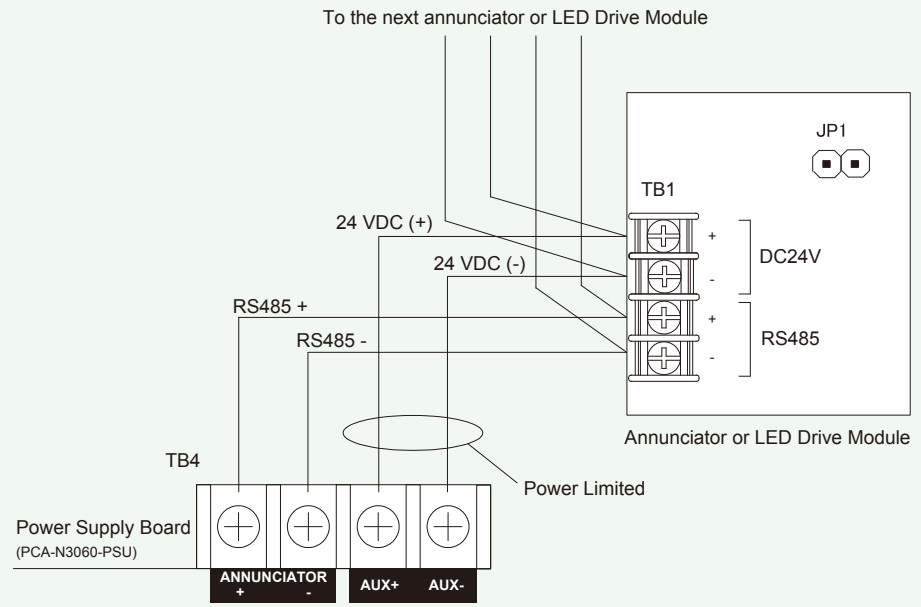 To the next annunciator or LED Drive Module
JP1
TB1
24 VDC (+)
+
DC24V
24 VDC (-)
-
RS485 +
+
RS485
RS485 -
-
Annunciator or LED Drive Module
TB4
Power Limited
Power Supply Board
(PCA-N3060-PSU)
ANNUNCIATOR
+ -
AUX+ AUX-